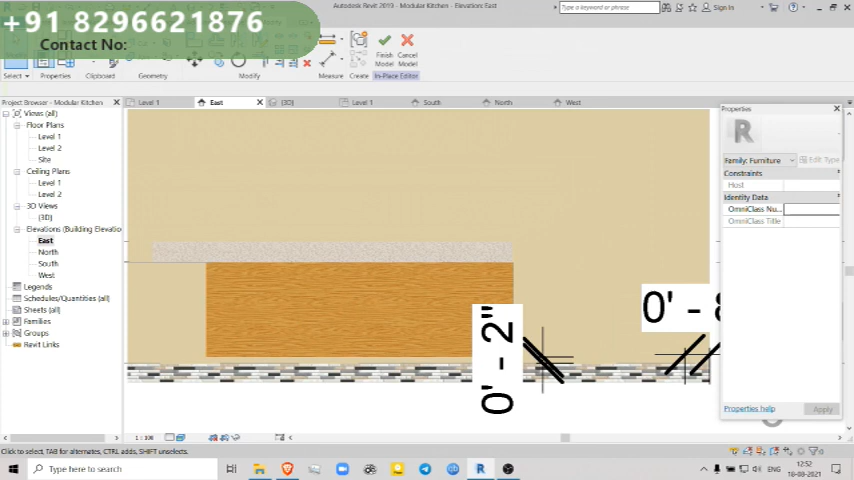 +91 8296621876
Contact No:
Autodesk Revit 2019 - Modular Kitchen - Elevation: East
Type a keyword or phrase
Sign In
Select
Properties
Clipboard
Geometry
Modify
Measure
Create
Finish Model
Cancel Model
In-Place Editor
Project Browser - Modular Kitchen
Level 1
East
{3D}
Level 1
South
North
West
Views (all)
Floor Plans
Level 1
Level 2
Site
Ceiling Plans
Level 1
Level 2
3D Views
{3D}
Elevations (Building Elevation
East
North
South
West
Legends
Schedules/Quantities (all)
Sheets (all)
Families
Groups
Revit Links
0' - 2"
0' - 8
Properties
Family: Furniture
Edit Type
Constraints
Host
Identity Data
OmniClass Nu...
OmniClass Title
Properties help
Apply
1 : 100
Click to select, TAB for alternates, CTRL adds, SHIFT unselects.
:0
Type here to search
ENG
12:52
18-08-2021